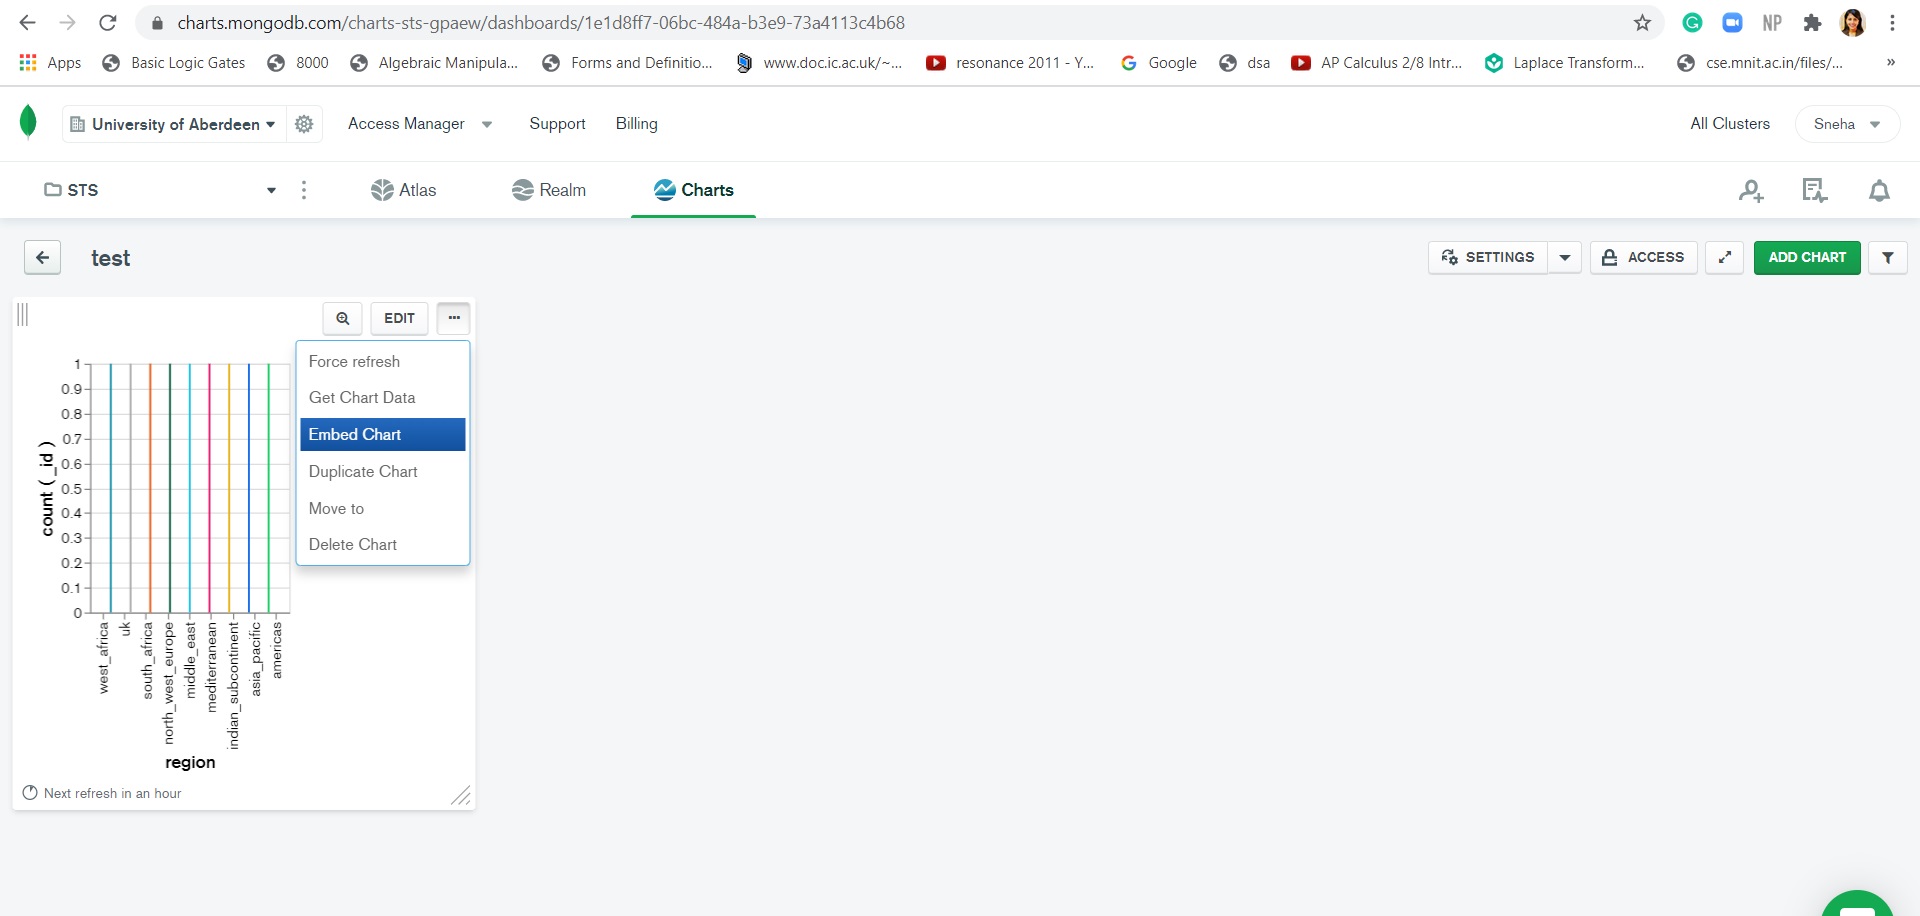 charts.mongodb.com/charts-sts-gpaew/dashboards/1e1d8ff7-06bc-484a-b3e9-73a4113c4b68
NP
Apps Basic Logic Gates 8000 Algebraic Manipula... Forms and Definitio... www.doc.ic.ac.uk/~... resonance 2011 - Y... Google dsa AP Calculus 2/8 Intr... Laplace Transform... cse.mnit.ac.in/files/... »
University of Aberdeen Access Manager Support Billing All Clusters Sneha
STS Atlas Realm Charts
test SETTINGS ACCESS ADD CHART
EDIT ...
Force refresh
Get Chart Data
Embed Chart
Duplicate Chart
Move to
Delete Chart
count ( _id )
1
0.9
0.8
0.7
0.6
0.5
0.4
0.3
0.2
0.1
0
west_africa
uk
south_africa
north_west_europe
middle_east
mediterranean
indian_subcontinent
asia_pacific
americas
region
Next refresh in an hour